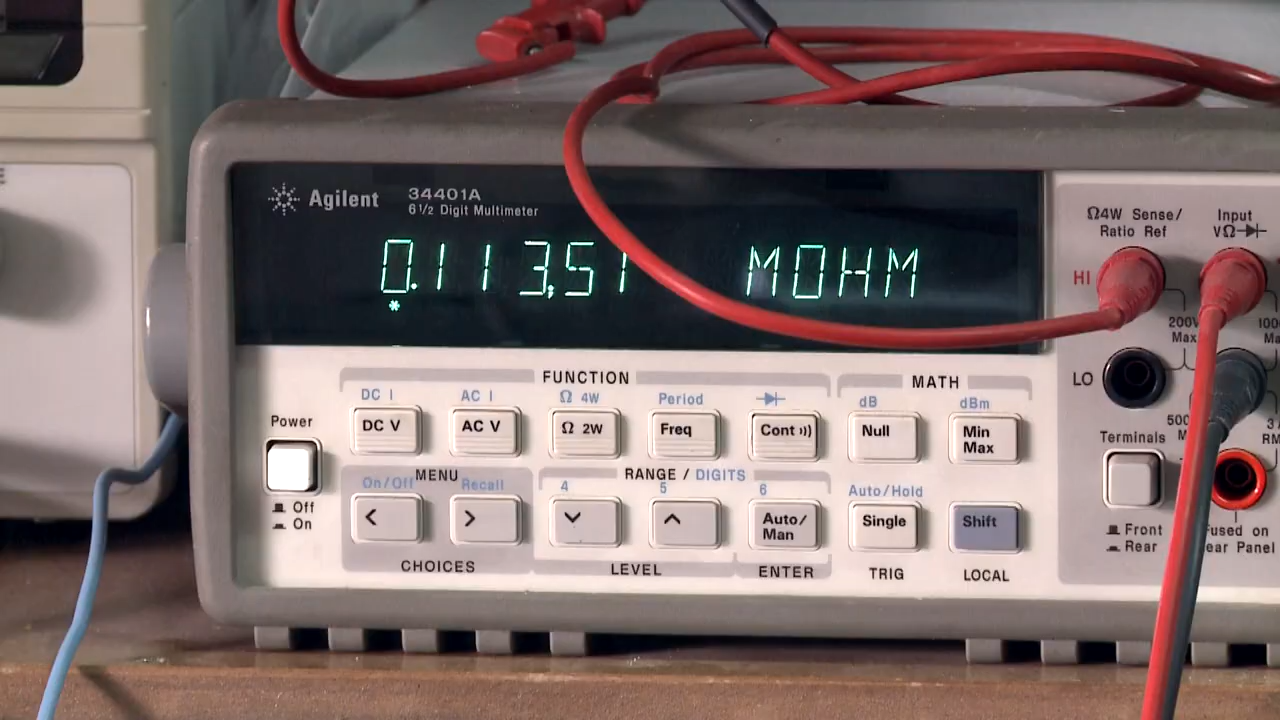 Agilent 34401A
6½ Digit Multimeter
0.113,51 MOHM
*
Ω4W Sense/
Ratio Ref
Input
VΩ
HI
200V
Max
LO
FUNCTION
MATH
DC I
AC I
Ω 4W
Period
dB
dBm
Power
DC V
AC V
Ω 2W
Freq
Cont
Null
Min
Max
Terminals
MENU
RANGE / DIGITS
On/Off
Recall
4
5
6
Auto/Hold
<
>
Auto/
Man
Single
Shift
Off
On
Front
Rear
CHOICES
LEVEL
ENTER
TRIG
LOCAL